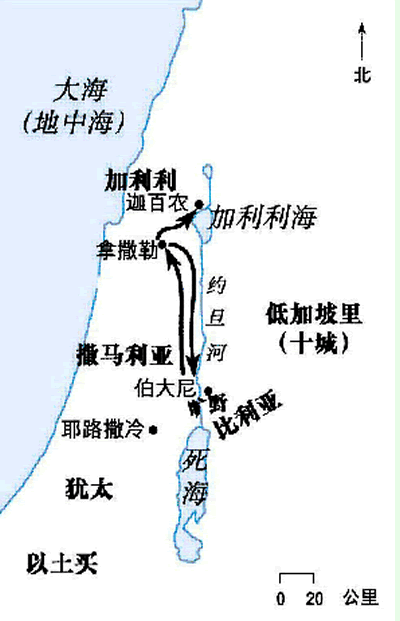 北
大海
(地中海)
加利利
迦百农
加利利海
拿撒勒
约旦河
低加坡里
(十城)
撒马利亚
伯大尼
旷野
比利亚
耶路撒冷
死海
犹太
以土买
0 20 公里